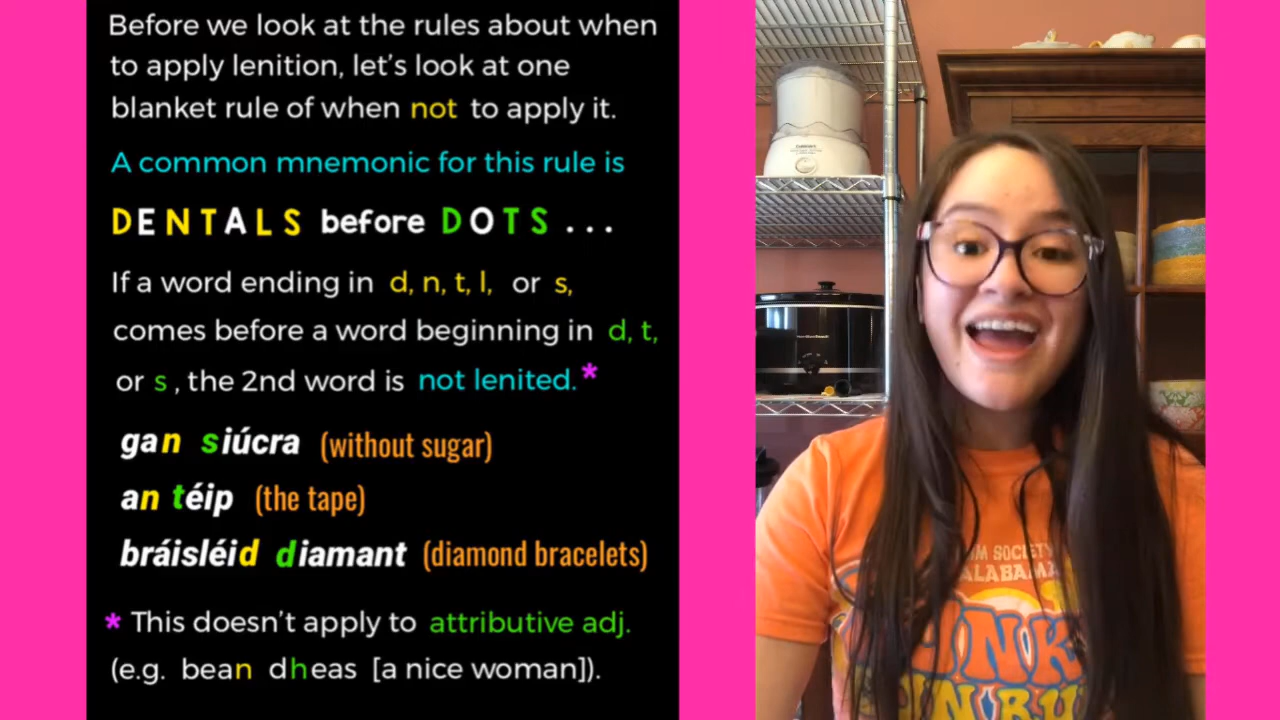 Before we look at the rules about when
to apply lenition, let's look at one
blanket rule of when not to apply it.
A common mnemonic for this rule is
DENTALS before DOTS ...
If a word ending in d, n, t, l, or s,
comes before a word beginning in d, t,
or s, the 2nd word is not lenited.*
gan siúcra (without sugar)
an téip (the tape)
bráisléid diamant (diamond bracelets)
* This doesn't apply to attributive adj.
(e.g. bean dheas [a nice woman]).
SOCIETY
ALABAMA